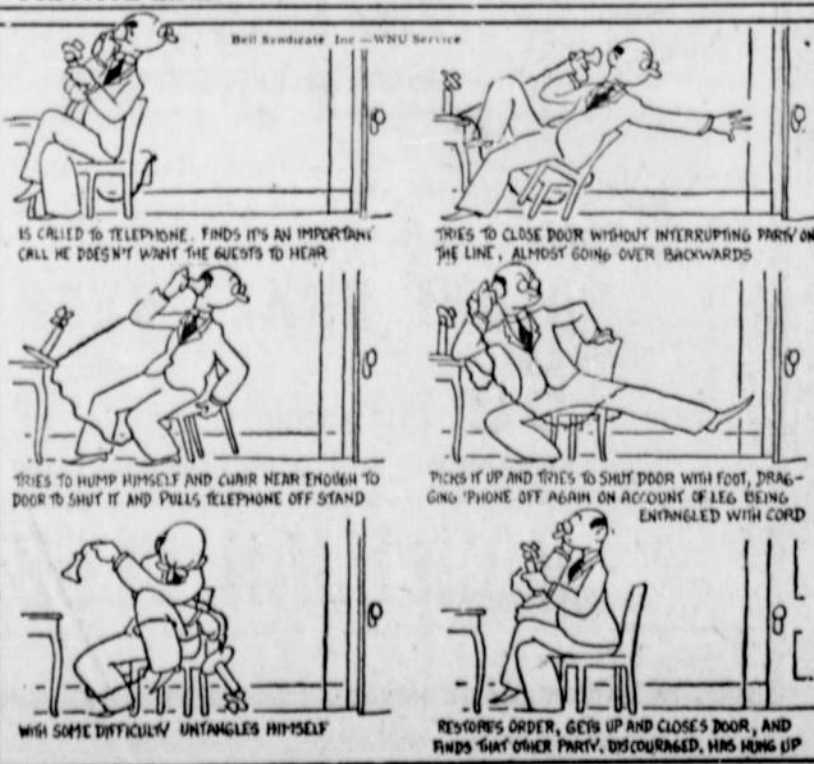 Bell Syndicate Inc.—WNU Service
IS CALLED TO TELEPHONE. FINDS IT'S AN IMPORTANT
CALL HE DOESN'T WANT THE GUESTS TO HEAR
TRIES TO CLOSE DOOR WITHOUT INTERRUPTING PARTY ON
THE LINE, ALMOST GOING OVER BACKWARDS
TRIES TO HUMP HIMSELF AND CHAIR NEAR ENOUGH TO
DOOR TO SHUT IT AND PULLS TELEPHONE OFF STAND
PICKS IT UP AND TRIES TO SHUT DOOR WITH FOOT, DRAG-
GING 'PHONE OFF AGAIN ON ACCOUNT OF LEG BEING
ENTANGLED WITH CORD
WITH SOME DIFFICULTY UNTANGLES HIMSELF
RESTORES ORDER, GETS UP AND CLOSES DOOR, AND
FINDS THAT OTHER PARTY, DISCOURAGED, HAS HUNG UP